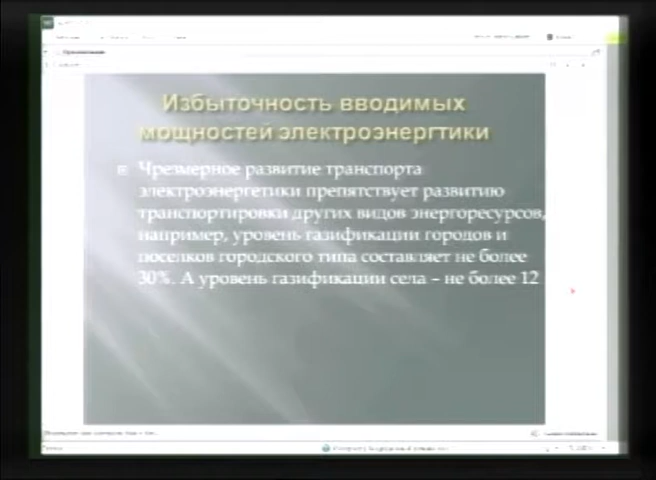 Избыточность вводимых
мощностей электроэнергтики
Чрезмерное развитие транспорта
электроэнергетики препятствует развитию
транспортировки других видов энергоресурсов,
например, уровень газификации городов и
поселков городского типа составляет не более
30%. А уровень газификации села – не более 12